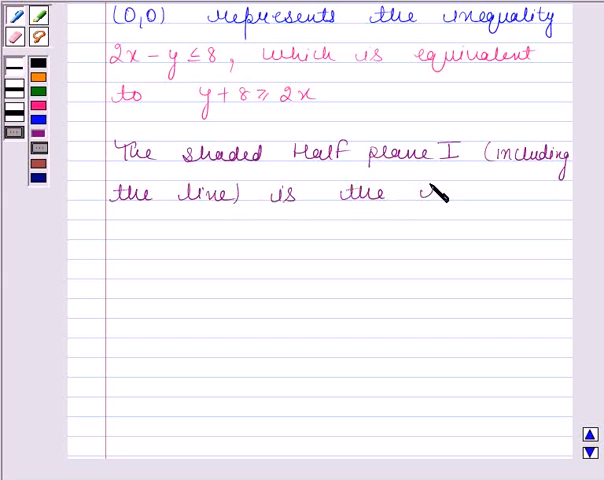 (0,0) represents the inequality
2x - y ≤ 8, which is equivalent
to y + 8 ≥ 2x
The shaded Half plane I (including
the line) is the